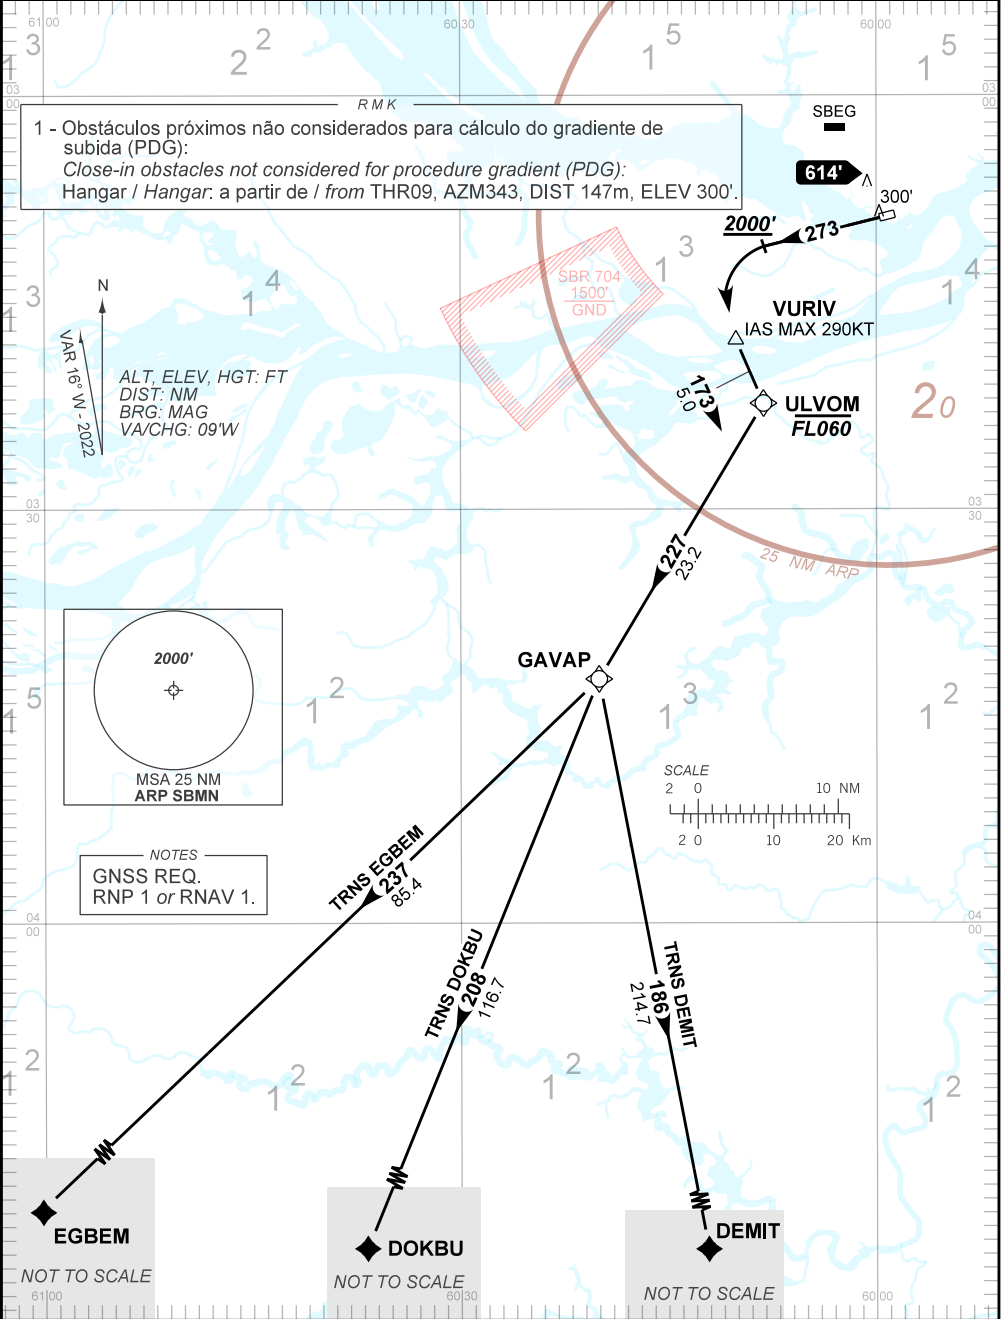 61 00
60 30
60 00
3
1
2 2
1 5
1 5
03 00
03 00
RMK
1 - Obstáculos próximos não considerados para cálculo do gradiente de
subida (PDG):
Close-in obstacles not considered for procedure gradient (PDG):
Hangar / Hangar: a partir de / from THR09, AZM343, DIST 147m, ELEV 300'.
SBEG
614'
300'
2000'
273
1 3
1 4
1 4
3
1
SBR 704
1500'
GND
N
VAR 16° W - 2022
ALT, ELEV, HGT: FT
DIST: NM
BRG: MAG
VA/CHG: 09'W
VURIV
IAS MAX 290KT
173
5.0
ULVOM
FL060
20
03 30
03 30
227
23.2
25 NM ARP
2000'
MSA 25 NM
ARP SBMN
GAVAP
5
1
1 2
1 3
1 2
SCALE
2 0 10 NM
2 0 10 20 Km
NOTES
GNSS REQ.
RNP 1 or RNAV 1.
TRNS EGBEM
237
85.4
04 00
04 00
TRNS DOKBU
208
116.7
TRNS DEMIT
186
214.7
2
1
1 2
1 2
1 2
EGBEM
NOT TO SCALE
DOKBU
NOT TO SCALE
DEMIT
NOT TO SCALE
61 00
60 30
60 00